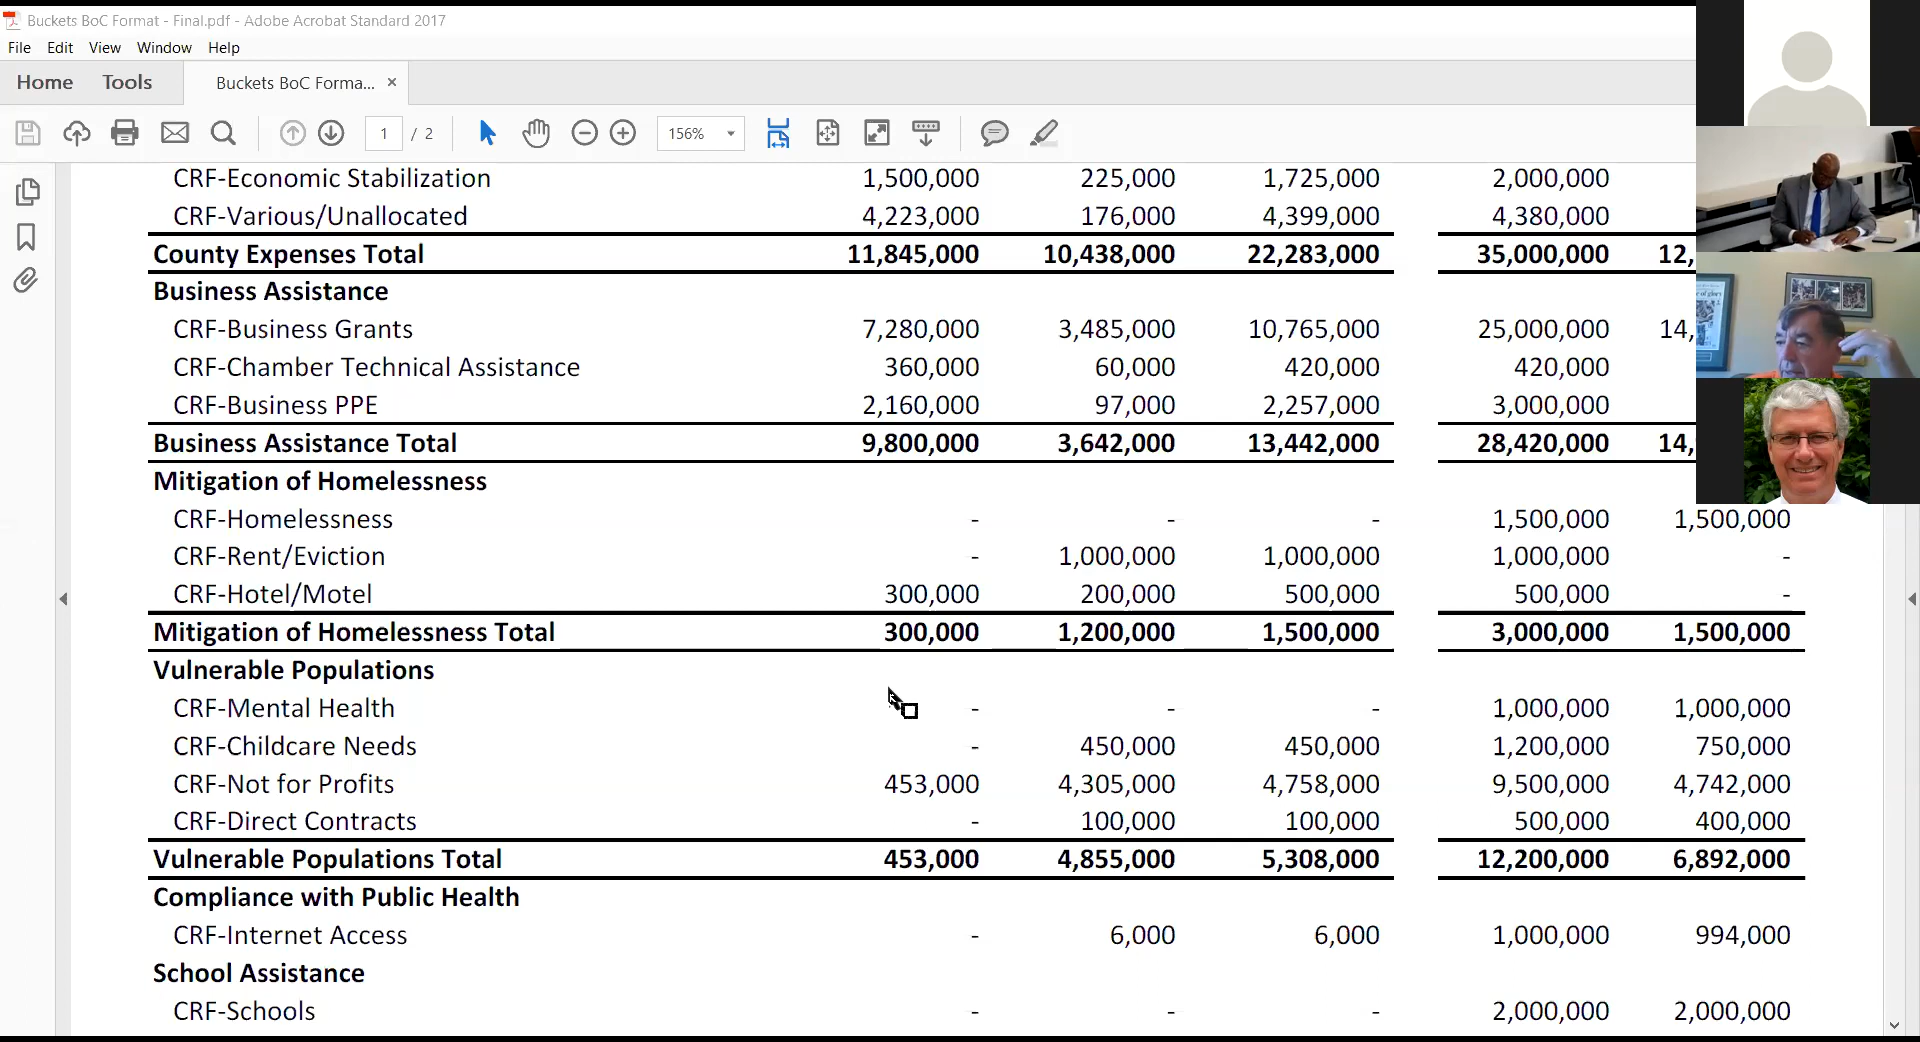 Buckets BoC Format - Final.pdf - Adobe Acrobat Standard 2017
File Edit View Window Help
Home Tools Buckets BoC Forma... ×
1 / 2 156%
CRF-Economic Stabilization 1,500,000 225,000 1,725,000 2,000,000
CRF-Various/Unallocated 4,223,000 176,000 4,399,000 4,380,000
County Expenses Total 11,845,000 10,438,000 22,283,000 35,000,000 12,
Business Assistance
CRF-Business Grants 7,280,000 3,485,000 10,765,000 25,000,000 14,
CRF-Chamber Technical Assistance 360,000 60,000 420,000 420,000
CRF-Business PPE 2,160,000 97,000 2,257,000 3,000,000
Business Assistance Total 9,800,000 3,642,000 13,442,000 28,420,000 14,
Mitigation of Homelessness
CRF-Homelessness - - - 1,500,000 1,500,000
CRF-Rent/Eviction - 1,000,000 1,000,000 1,000,000 -
CRF-Hotel/Motel 300,000 200,000 500,000 500,000 -
Mitigation of Homelessness Total 300,000 1,200,000 1,500,000 3,000,000 1,500,000
Vulnerable Populations
CRF-Mental Health - - - 1,000,000 1,000,000
CRF-Childcare Needs - 450,000 450,000 1,200,000 750,000
CRF-Not for Profits 453,000 4,305,000 4,758,000 9,500,000 4,742,000
CRF-Direct Contracts - 100,000 100,000 500,000 400,000
Vulnerable Populations Total 453,000 4,855,000 5,308,000 12,200,000 6,892,000
Compliance with Public Health
CRF-Internet Access - 6,000 6,000 1,000,000 994,000
School Assistance
CRF-Schools - - - 2,000,000 2,000,000